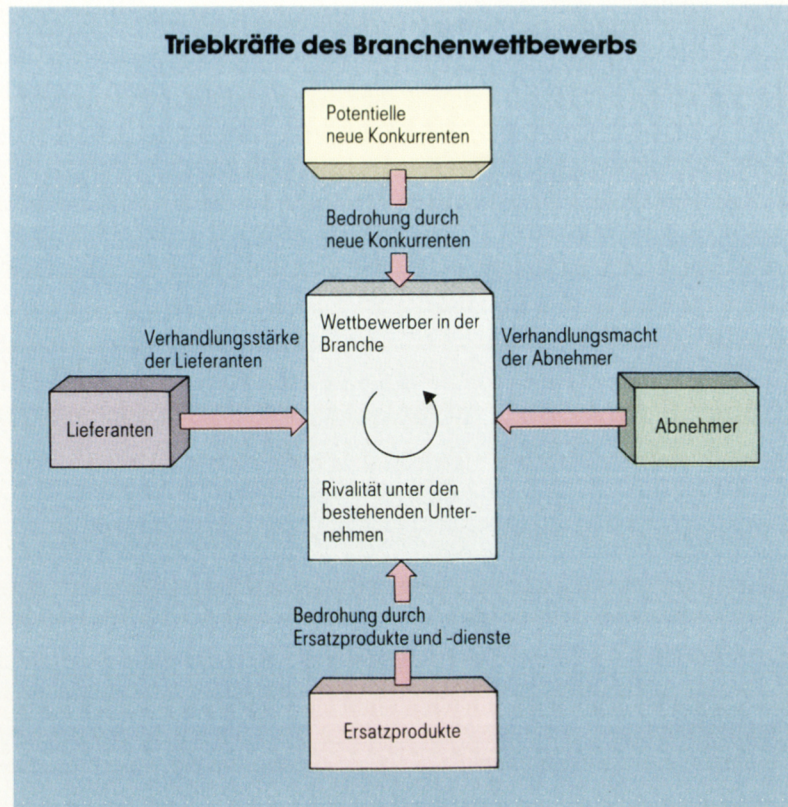 Triebkräfte des Branchenwettbewerbs
Potentielle
neue Konkurrenten
Bedrohung durch
neue Konkurrenten
Verhandlungsstärke
der Lieferanten
Wettbewerber in der
Branche
Verhandlungsmacht
der Abnehmer
Lieferanten
Abnehmer
Rivalität unter den
bestehenden Unter-
nehmen
Bedrohung durch
Ersatzprodukte und -dienste
Ersatzprodukte